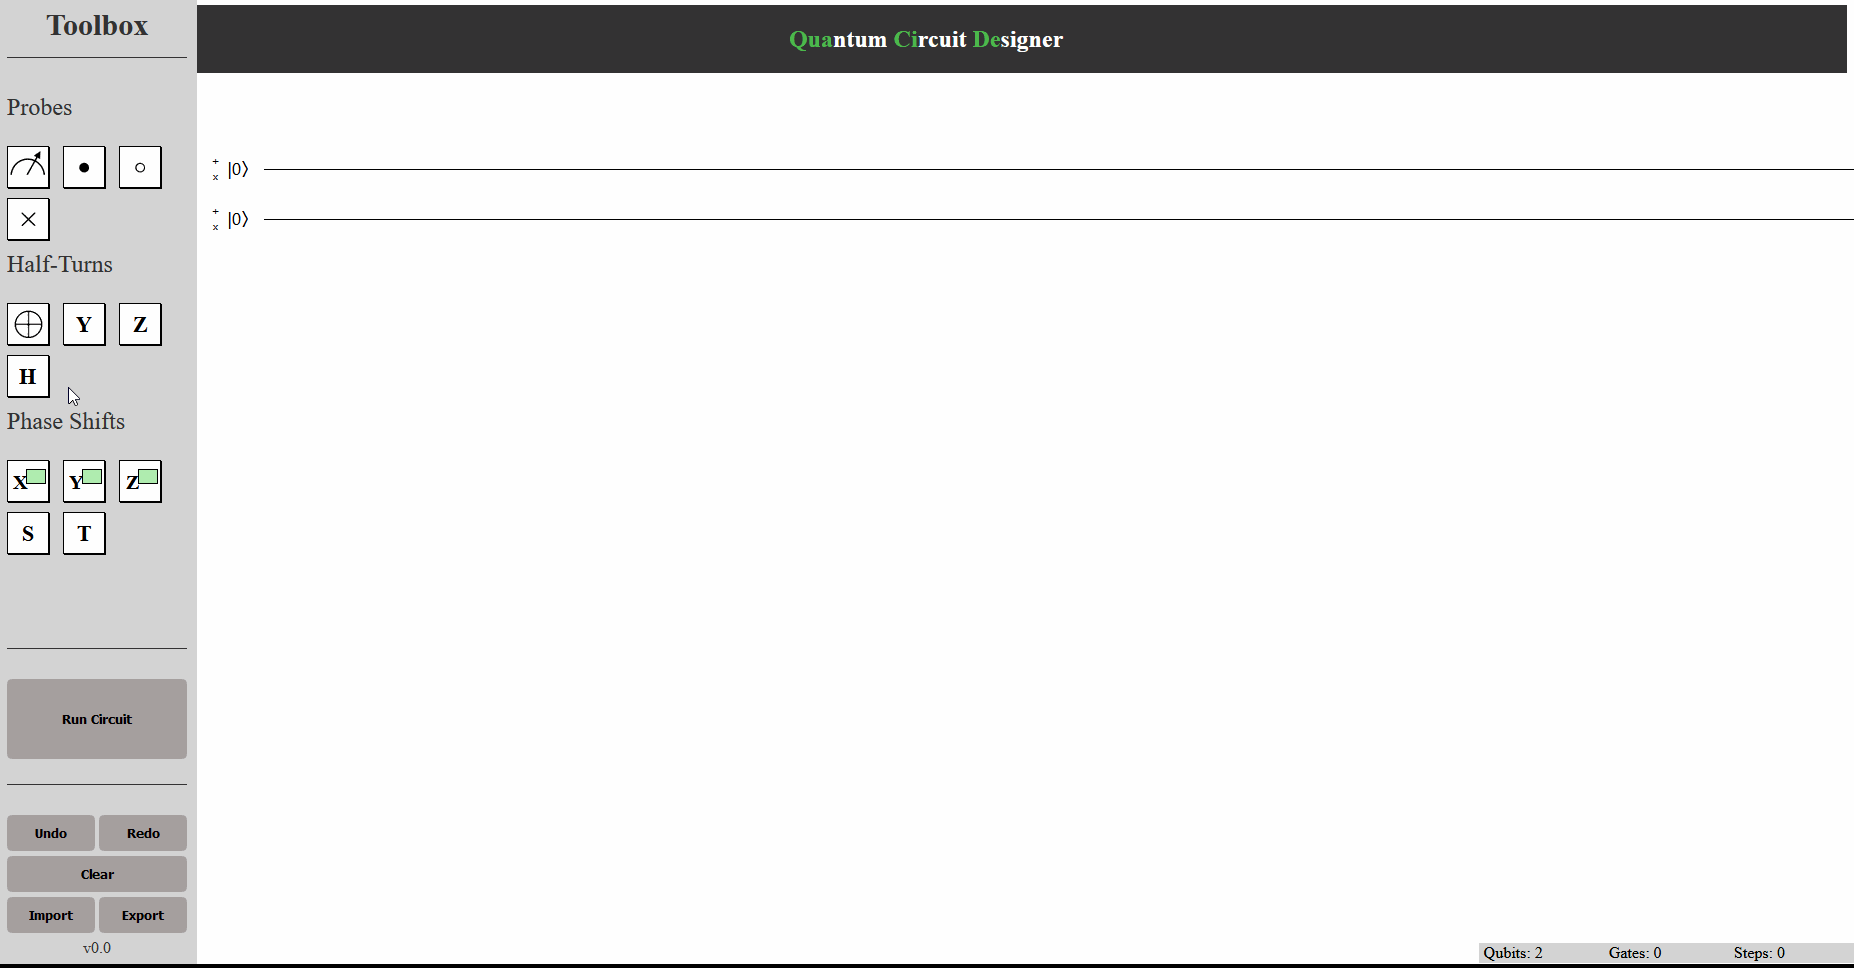 Toolbox
Quantum Circuit Designer
Probes
+
x |0⟩
+
x |0⟩
Half-Turns
Y Z
H
Phase Shifts
X Y Z
S T
Run Circuit
Undo Redo
Clear
Import Export
v0.0
Qubits: 2 Gates: 0 Steps: 0